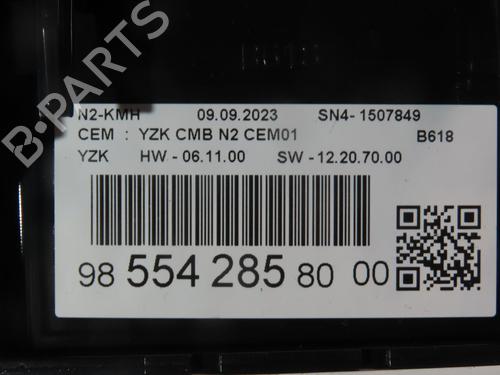 B-PARTS
N2-KMH 09.09.2023 SN4- 1507849
CEM : YZK CMB N2 CEM01 B618
YZK HW - 06.11.00 SW - 12.20.70.00
98 554 285 80 00